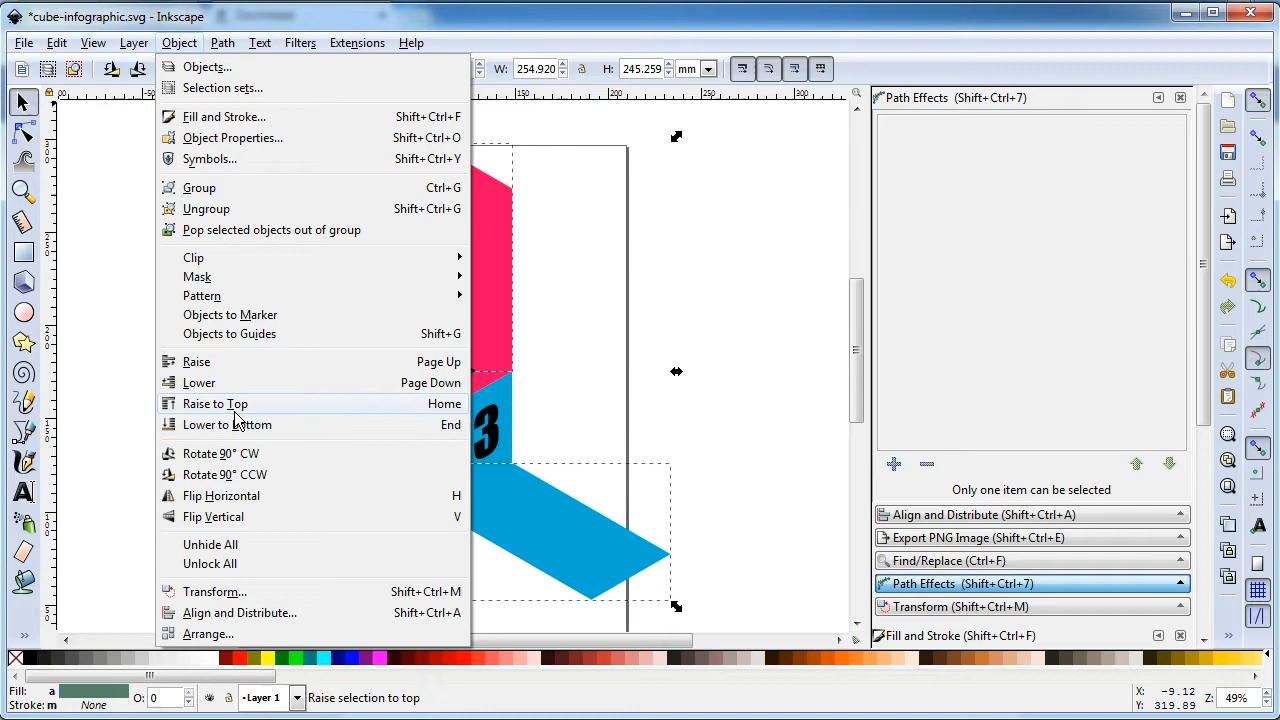 *cube-infographic.svg - Inkscape
File Edit View Layer Object Path Text Filters Extensions Help
W: 254.920 H: 245.259 mm
Objects...
Selection sets...
Fill and Stroke... Shift+Ctrl+F
Object Properties... Shift+Ctrl+O
Symbols... Shift+Ctrl+Y
Group Ctrl+G
Ungroup Shift+Ctrl+G
Pop selected objects out of group
Clip
Mask
Pattern
Objects to Marker
Objects to Guides Shift+G
Raise Page Up
Lower Page Down
Raise to Top Home
Lower to Bottom End
Rotate 90° CW
Rotate 90° CCW
Flip Horizontal H
Flip Vertical V
Unhide All
Unlock All
Transform... Shift+Ctrl+M
Align and Distribute... Shift+Ctrl+A
Arrange...
150 200 250 300
3
Path Effects (Shift+Ctrl+7)
Only one item can be selected
Align and Distribute (Shift+Ctrl+A)
Export PNG Image (Shift+Ctrl+E)
Find/Replace (Ctrl+F)
Path Effects (Shift+Ctrl+7)
Transform (Shift+Ctrl+M)
Fill and Stroke (Shift+Ctrl+F)
Fill: a
Stroke: m None
O: 0
Layer 1
Raise selection to top
X: -9.12
Y: 319.89
Z: 49%